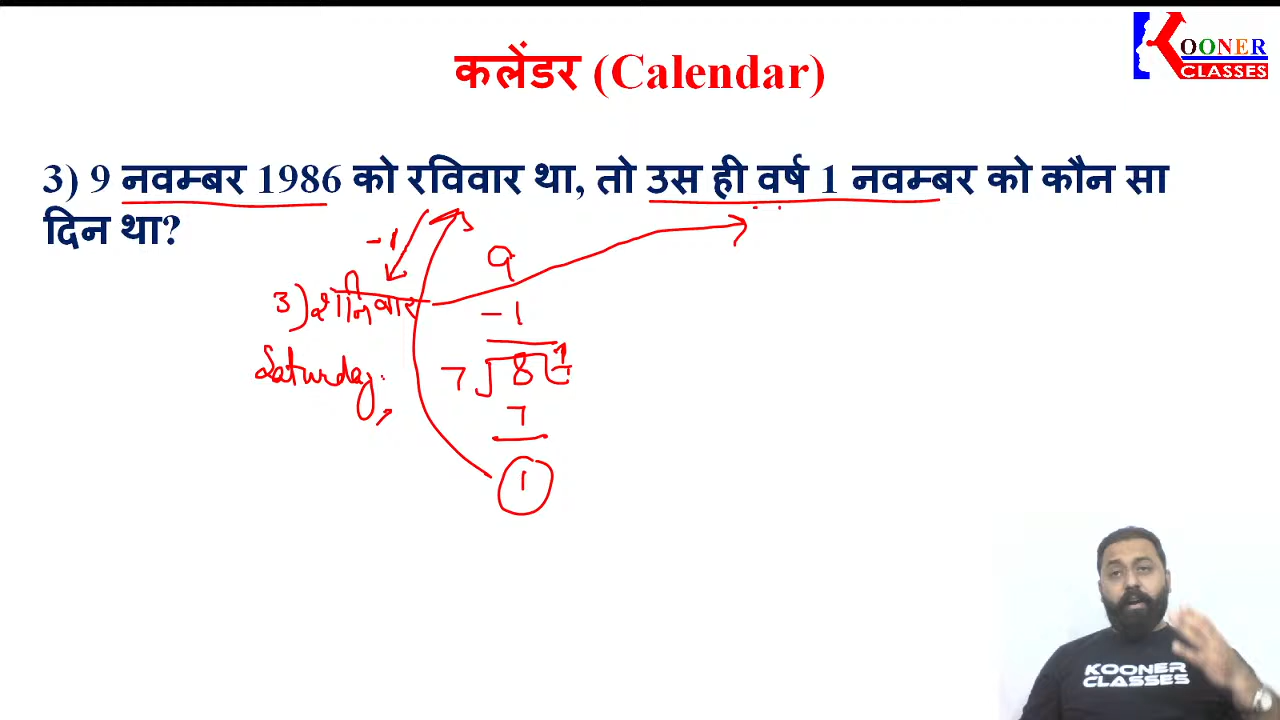 KOONER
CLASSES
कलेंडर (Calendar)
3) 9 नवम्बर 1986 को रविवार था, तो उस ही वर्ष 1 नवम्बर को कौन सा
दिन था?
-1
3) शनिवार
Saturday
9
- 1
7 8 1
7
1
KOONER
CLASSES